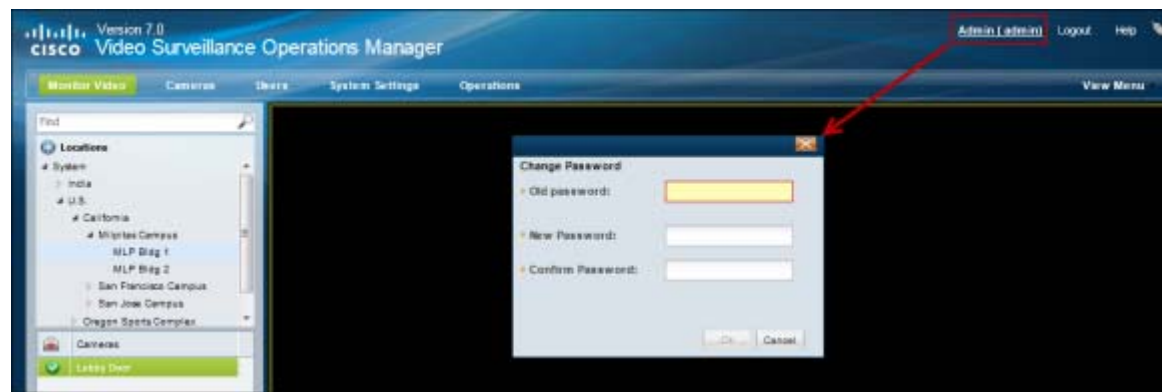 Version 7.0
CISCO Video Surveillance Operations Manager
Admin (admin) Logout Help
Monitor Video Cameras Users System Settings Operations View Menu
Find
Locations
System
India
U.S.
California
Milpitas Campus
MLP Bldg 1
MLP Bldg 2
San Francisco Campus
San Jose Campus
Oregon Sports Complex
Cameras
Lobby Door
Change Password
* Old password:
* New Password:
* Confirm Password:
Ok Cancel